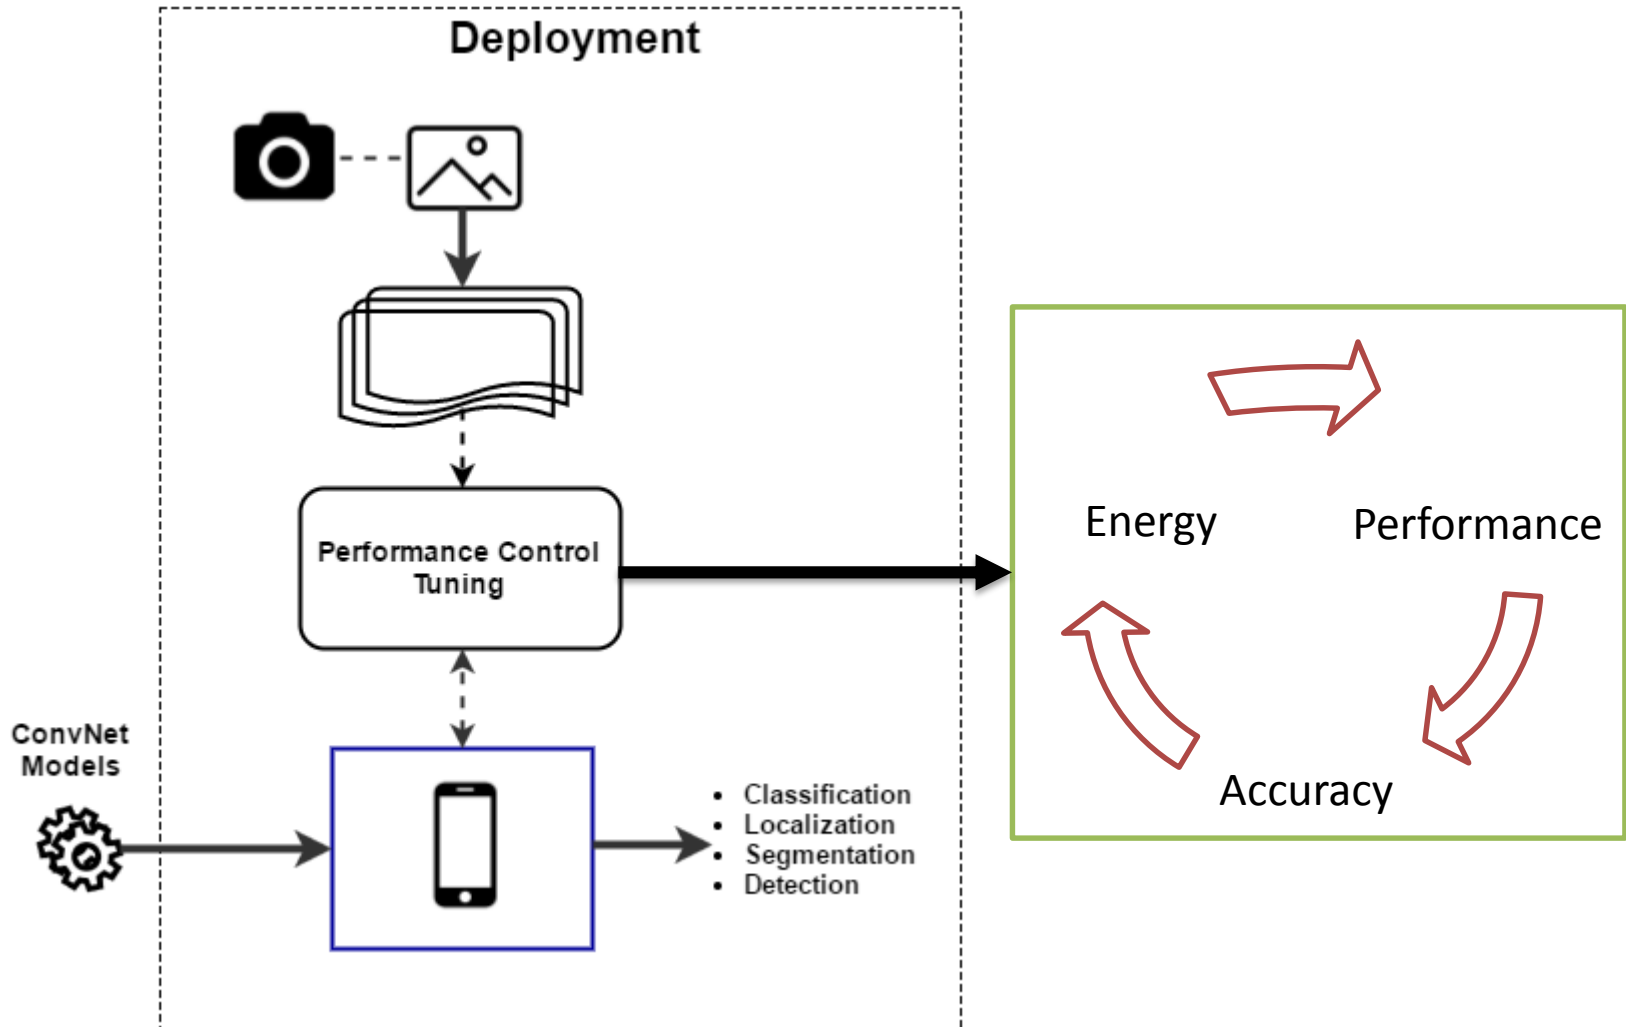 Deployment
Performance Control
Tuning
ConvNet
Models
• Classification
• Localization
• Segmentation
• Detection
Energy
Performance
Accuracy